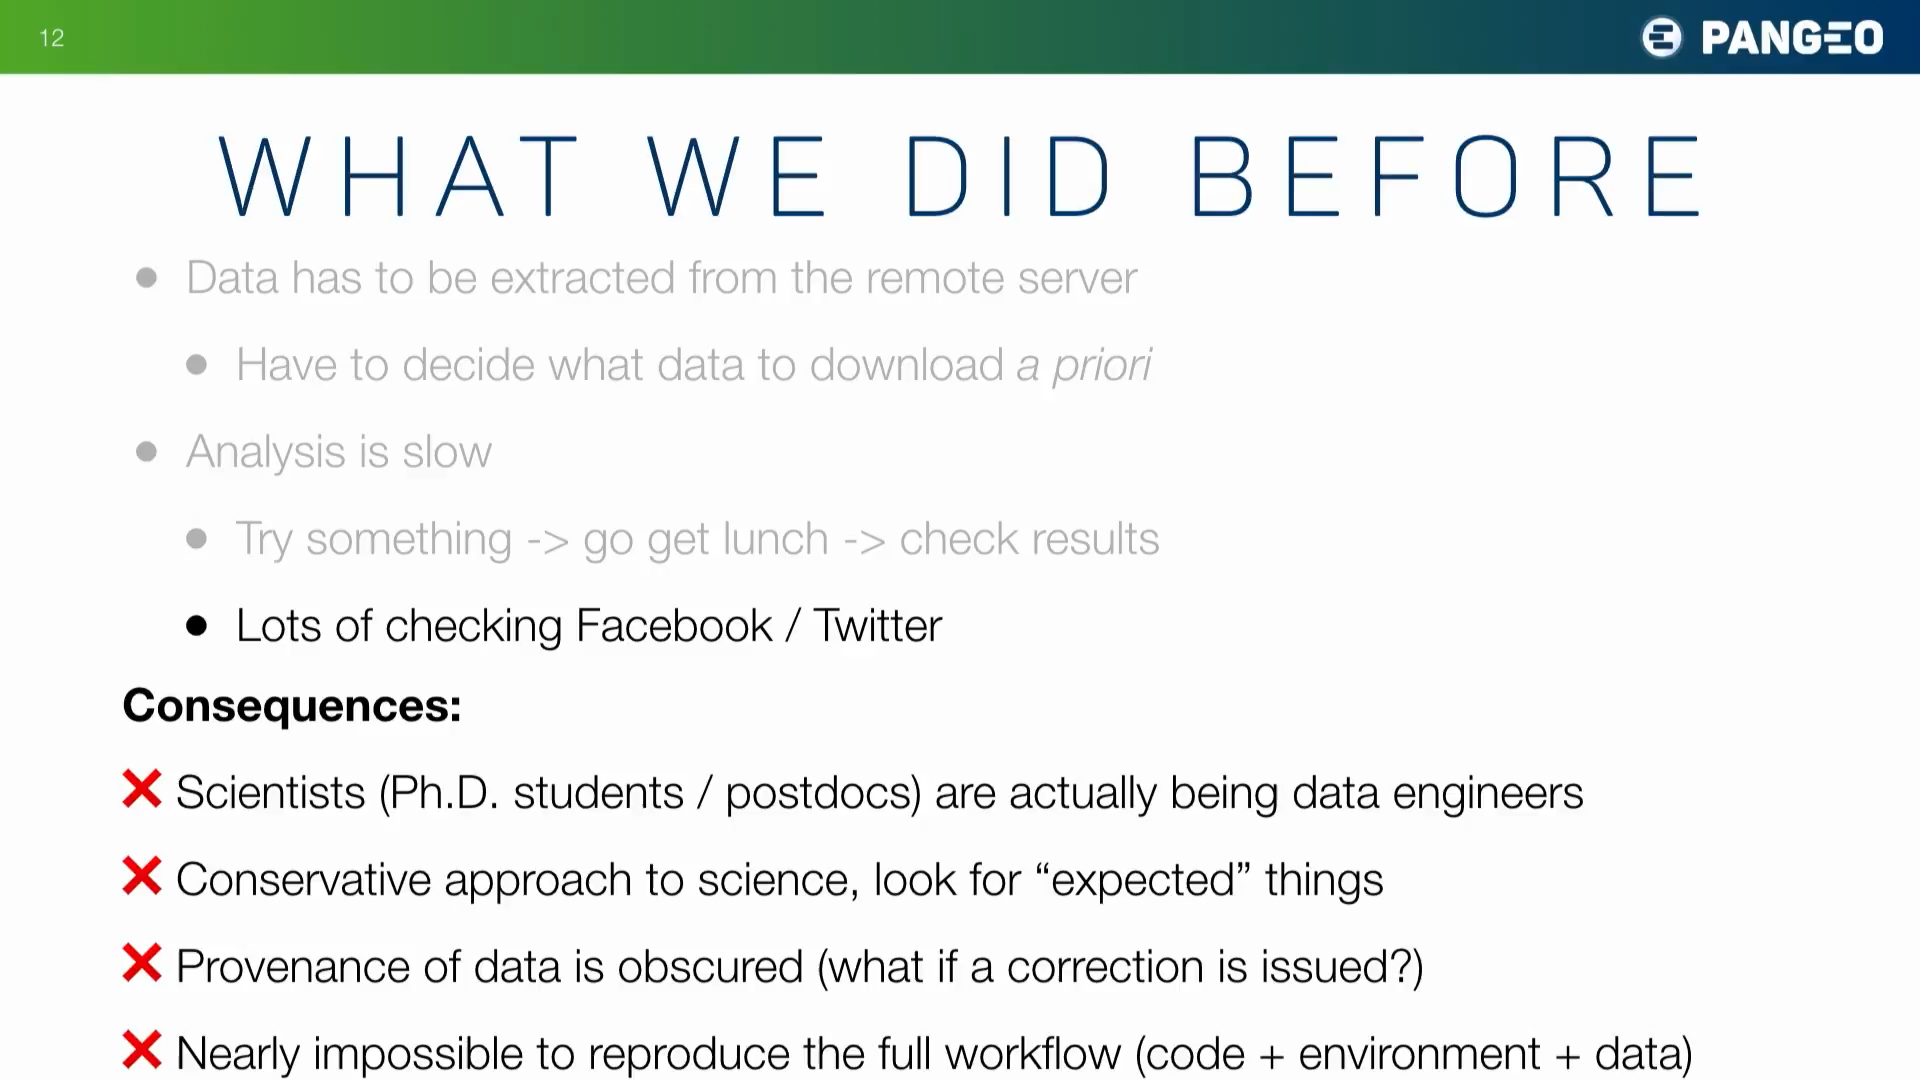 12
PANGEO
WHAT WE DID BEFORE
• Data has to be extracted from the remote server
• Have to decide what data to download a priori
• Analysis is slow
• Try something -> go get lunch -> check results
• Lots of checking Facebook / Twitter
Consequences:
❌ Scientists (Ph.D. students / postdocs) are actually being data engineers
❌ Conservative approach to science, look for “expected” things
❌ Provenance of data is obscured (what if a correction is issued?)
❌ Nearly impossible to reproduce the full workflow (code + environment + data)